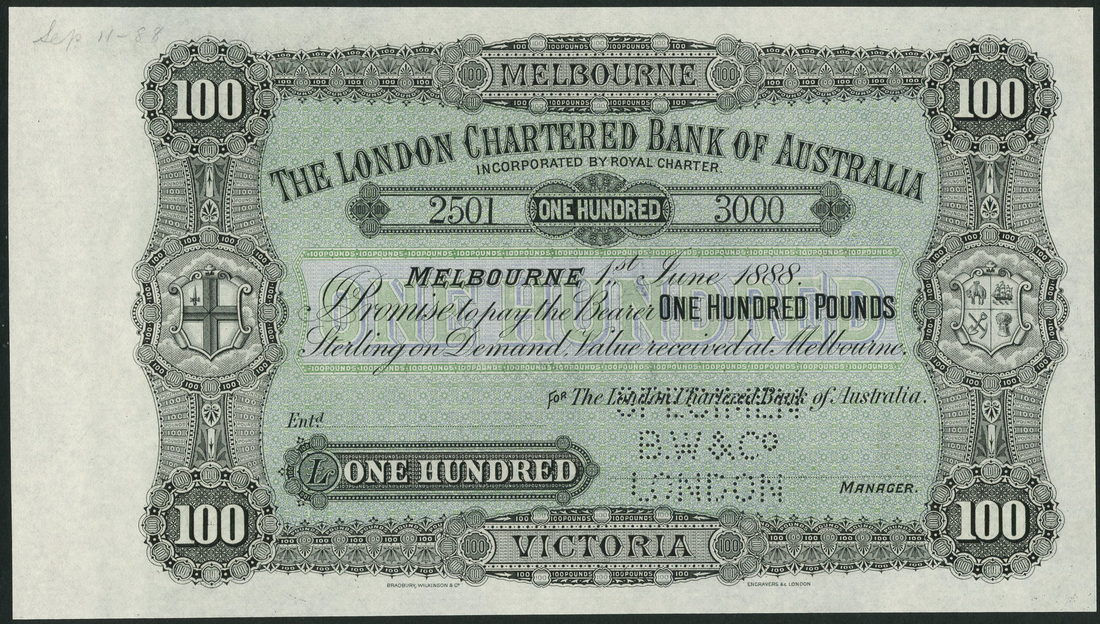 Sep 11-88
100 MELBOURNE 100
THE LONDON CHARTERED BANK OF AUSTRALIA
INCORPORATED BY ROYAL CHARTER.
2501 ONE HUNDRED 3000
MELBOURNE 1st June 1888.
ONE HUNDRED
Promise to pay the Bearer ONE HUNDRED POUNDS
Sterling on Demand, Value received at Melbourne.
FOR The London Chartered Bank of Australia.
SPECIMEN
Entd
B.W & Co
L ONE HUNDRED
LONDON
MANAGER.
100 VICTORIA 100
BRADBURY, WILKINSON & Co ENGRAVERS &c LONDON